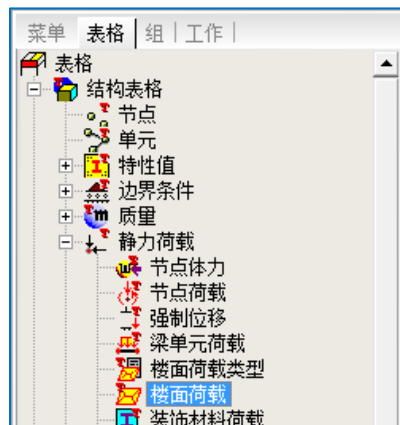 菜单 表格 组 工作
表格
结构表格
节点
单元
特性值
边界条件
质量
静力荷载
节点体力
节点荷载
强制位移
梁单元荷载
楼面荷载类型
楼面荷载
装饰材料荷载